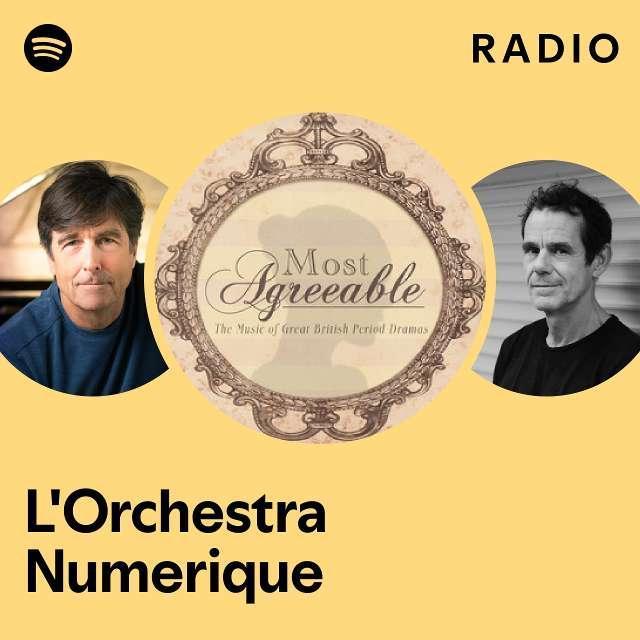 RADIO
Most
Agreeable
The Music of Great British Period Dramas
L'Orchestra
Numerique